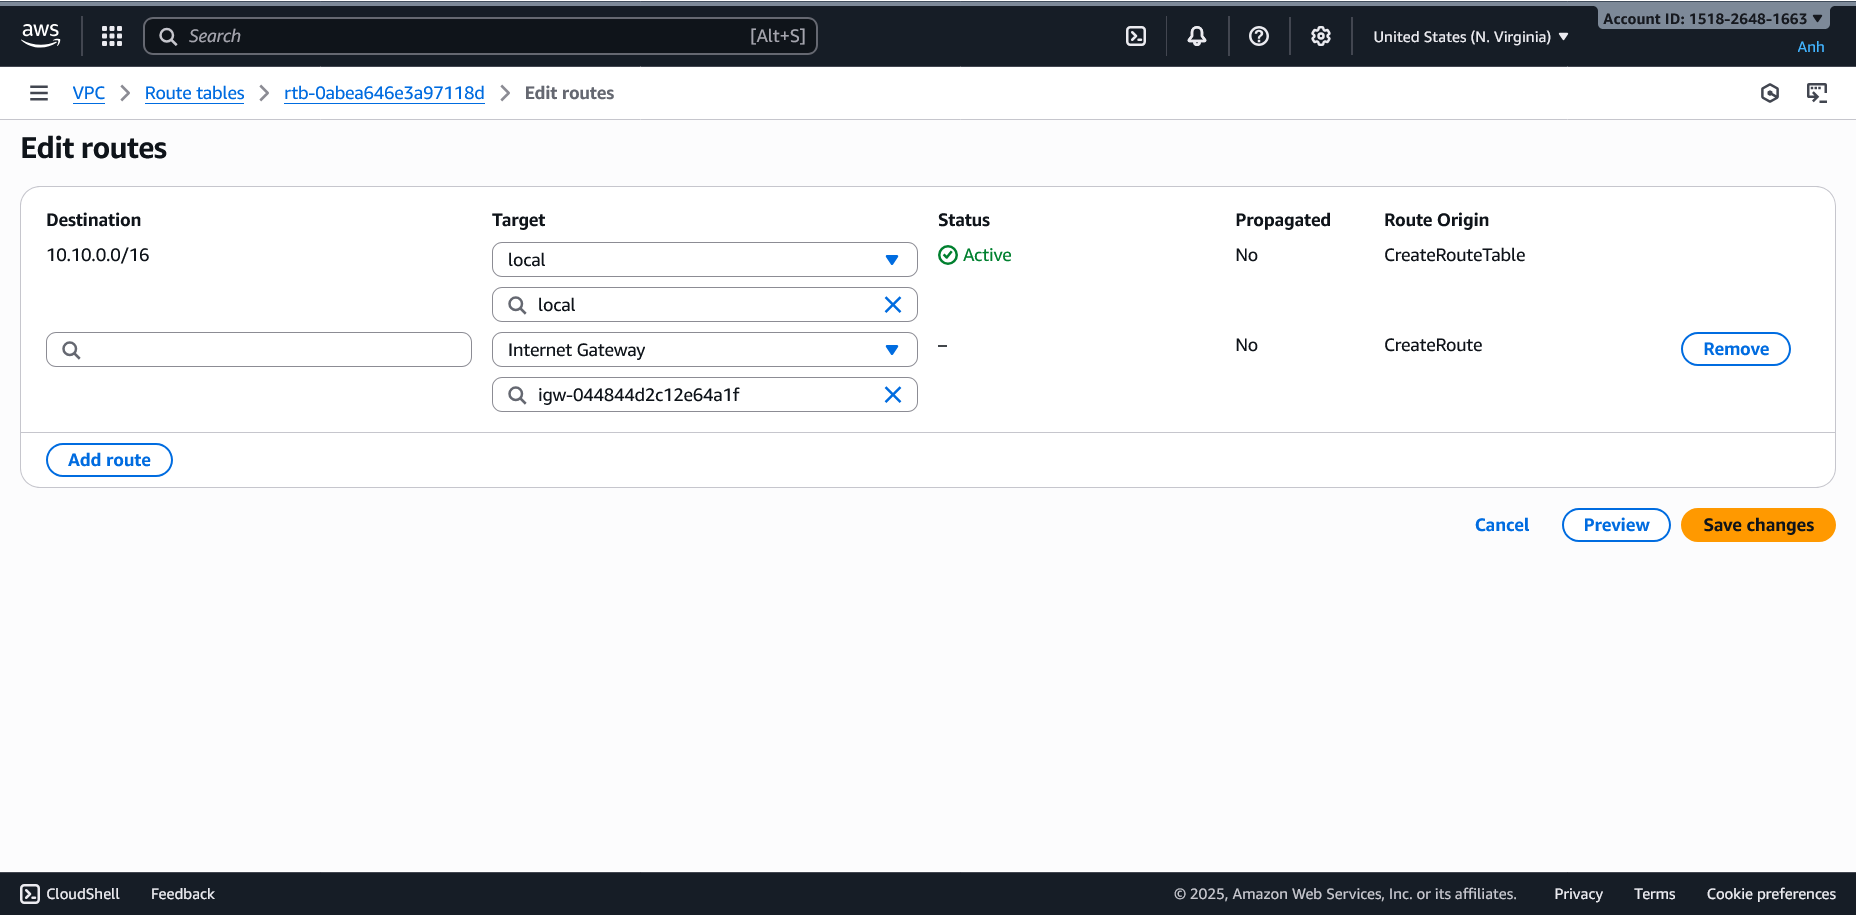 aws Search [Alt+S] United States (N. Virginia) Account ID: 1518-2648-1663
Anh
VPC Route tables rtb-0abea646e3a97118d Edit routes
Edit routes
Destination Target Status Propagated Route Origin
10.10.0.0/16 local Active No CreateRouteTable
local
Internet Gateway – No CreateRoute Remove
igw-044844d2c12e64a1f
Add route
Cancel Preview Save changes
CloudShell Feedback © 2025, Amazon Web Services, Inc. or its affiliates. Privacy Terms Cookie preferences